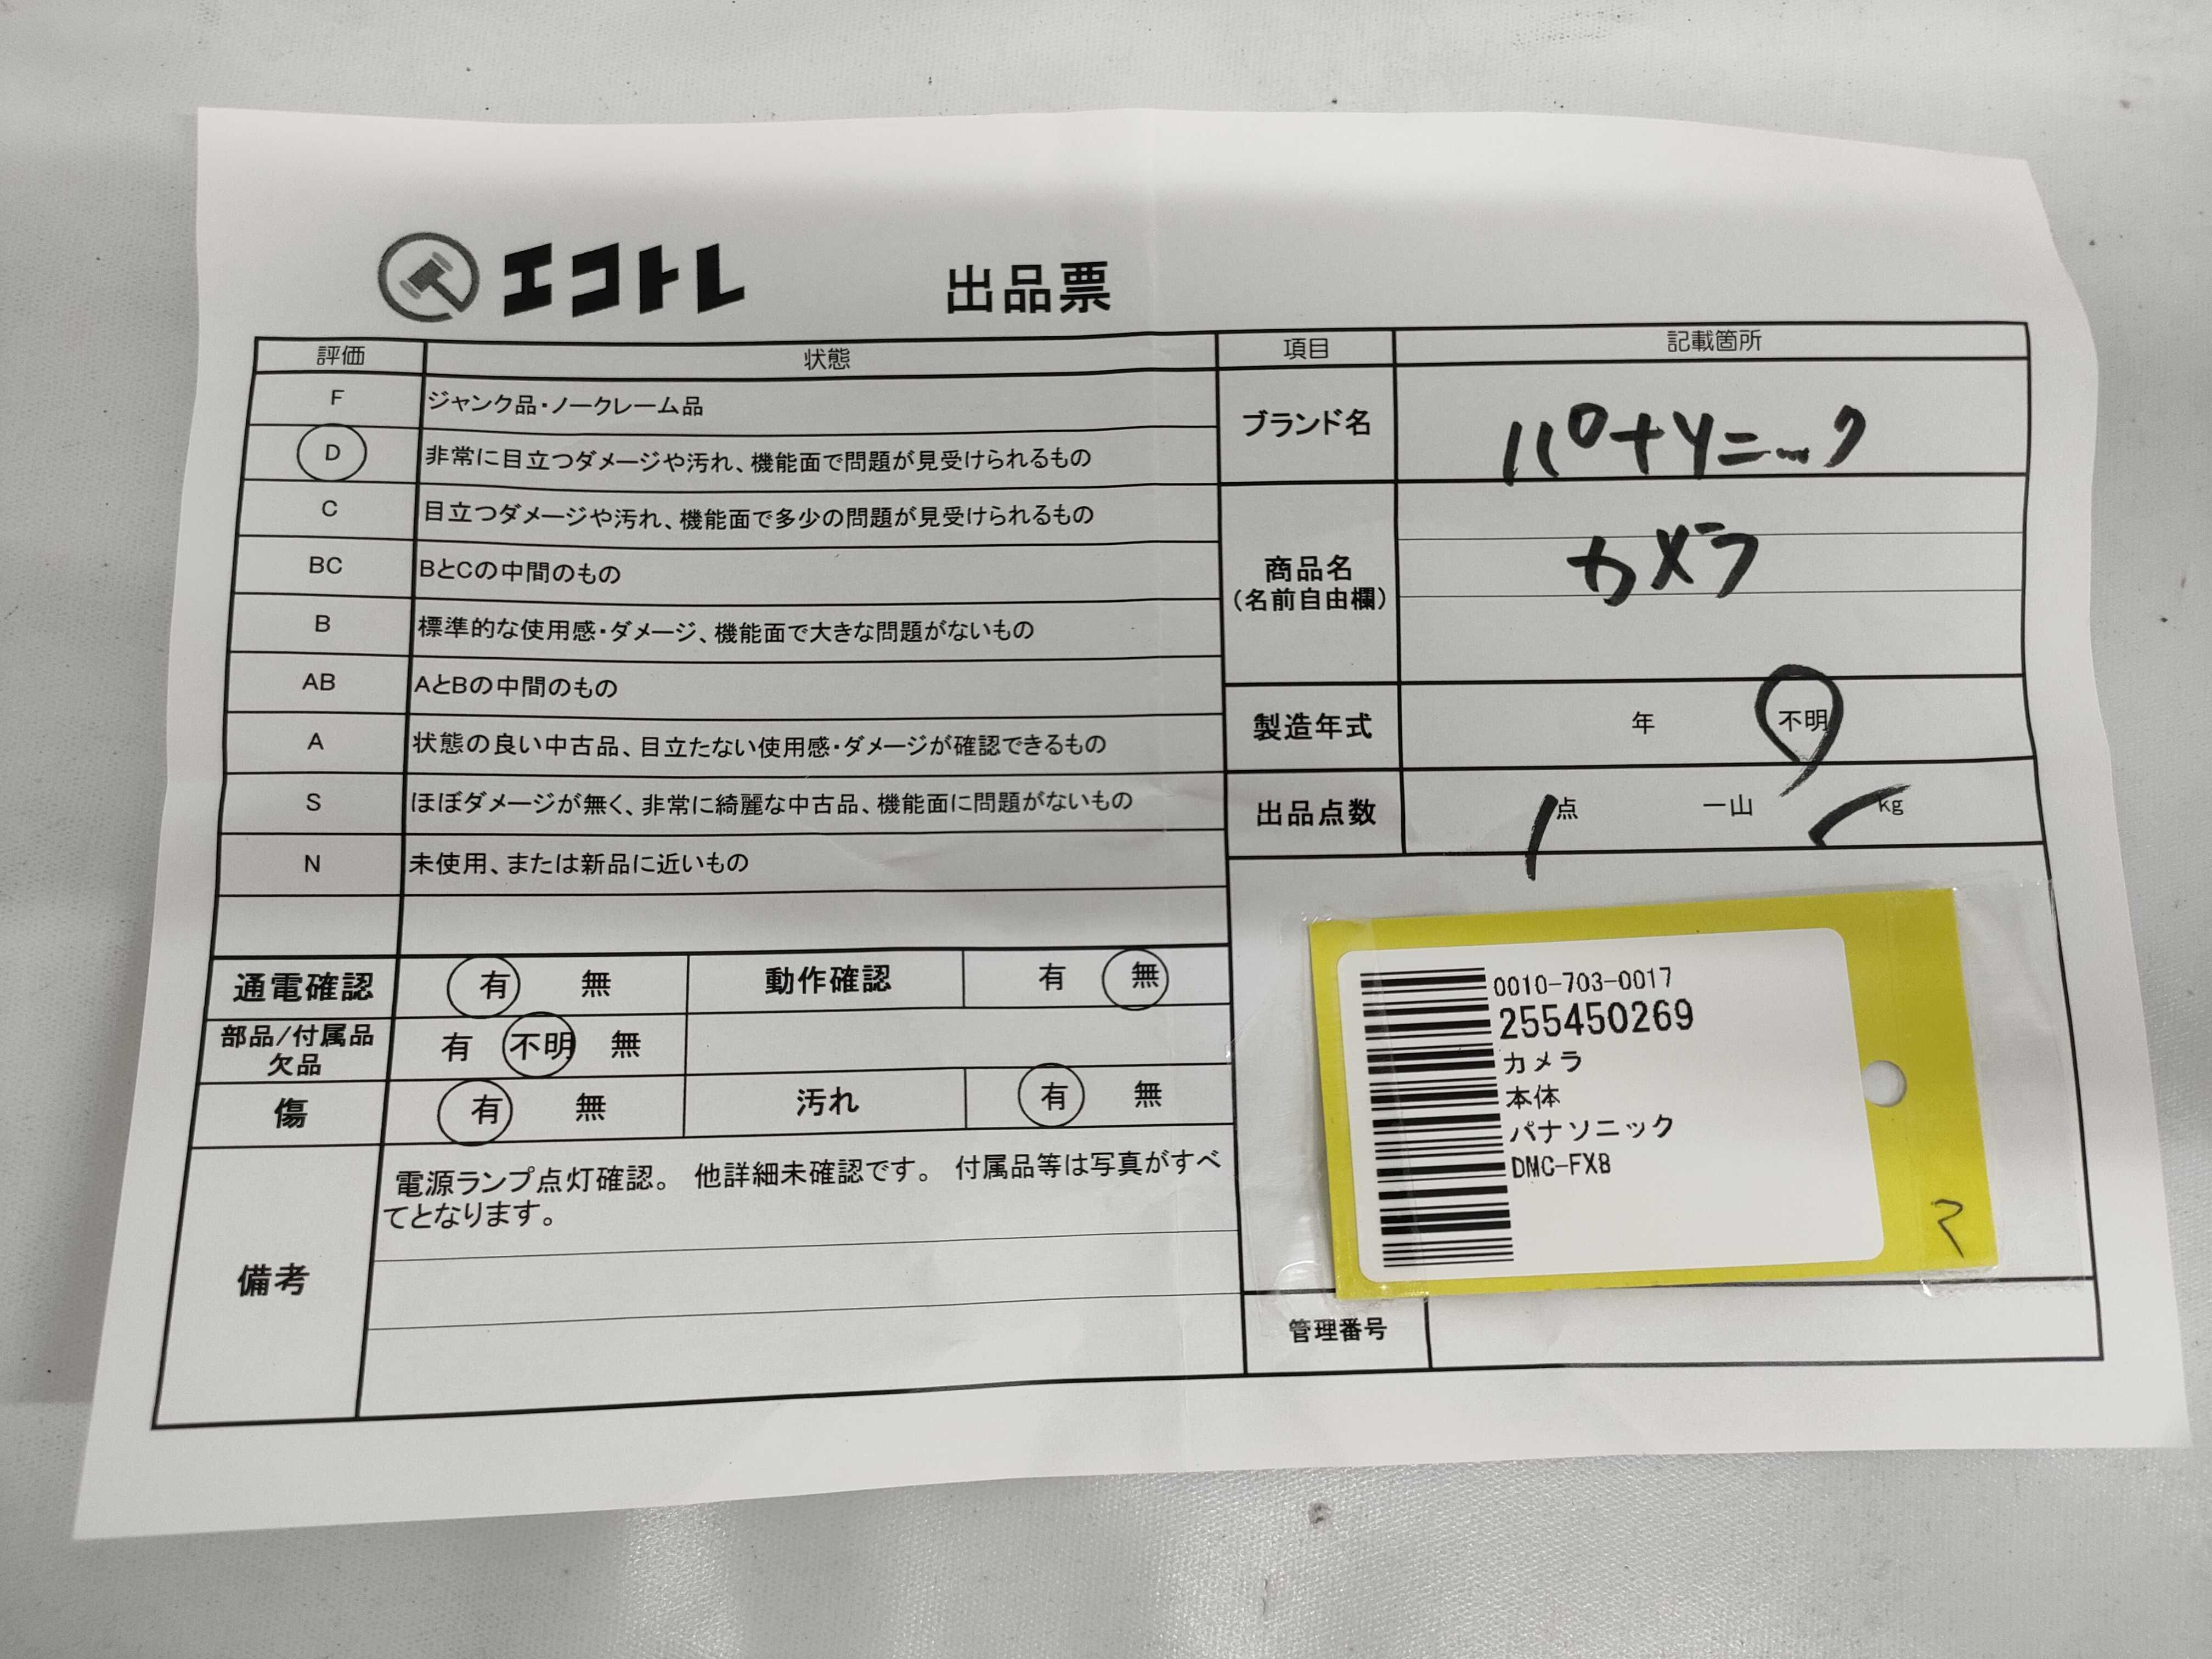 エコトレ 出品票
評価 状態
F ジャンク品・ノークレーム品
D 非常に目立つダメージや汚れ、機能面で問題が見受けられるもの
C 目立つダメージや汚れ、機能面で多少の問題が見受けられるもの
BC BとCの中間のもの
B 標準的な使用感・ダメージ、機能面で大きな問題がないもの
AB AとBの中間のもの
A 状態の良い中古品、目立たない使用感・ダメージが確認できるもの
S ほぼダメージが無く、非常に綺麗な中古品、機能面に問題がないもの
N 未使用、または新品に近いもの
通電確認 有 無 動作確認 有 無
部品/付属品
欠品 有 不明 無
傷 有 無 汚れ 有 無
備考
電源ランプ点灯確認。 他詳細未確認です。 付属品等は写真がすべ
てとなります。
項目 記載箇所
ブランド名 パナソニック
商品名
(名前自由欄) カメラ
製造年式 年 不明
出品点数 1点 一山 kg
0010-703-0017
255450269
カメラ
本体
パナソニック
DMC-FX8
管理番号